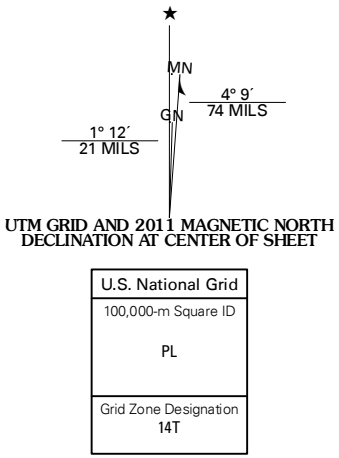 ★
MN
GN
4° 9´
74 MILS
1° 12´
21 MILS
UTM GRID AND 2011 MAGNETIC NORTH
DECLINATION AT CENTER OF SHEET
U.S. National Grid
100,000-m Square ID
PL
Grid Zone Designation
14T